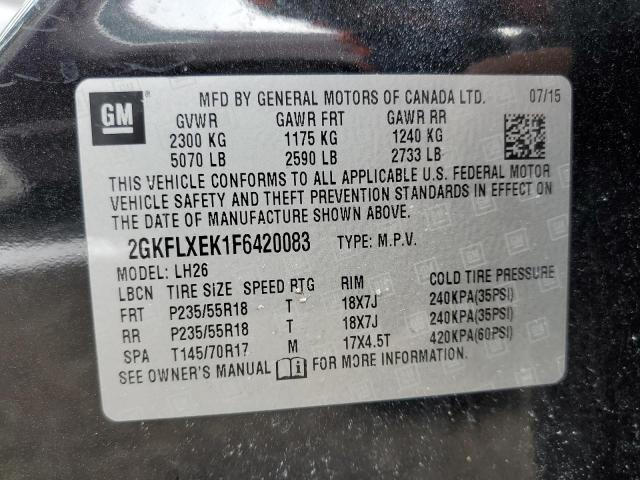 GM
MFD BY GENERAL MOTORS OF CANADA LTD. 07/15
GVWR GAWR FRT GAWR RR
2300 KG 1175 KG 1240 KG
5070 LB 2590 LB 2733 LB
THIS VEHICLE CONFORMS TO ALL APPLICABLE U.S. FEDERAL MOTOR
VEHICLE SAFETY AND THEFT PREVENTION STANDARDS IN EFFECT ON
THE DATE OF MANUFACTURE SHOWN ABOVE.
2GKFLXEK1F6420083 TYPE: M.P.V.
MODEL: LH26
LBCN TIRE SIZE SPEED RTG RIM COLD TIRE PRESSURE
FRT P235/55R18 T 18X7J 240KPA(35PSI)
RR P235/55R18 T 18X7J 240KPA(35PSI)
SPA T145/70R17 M 17X4.5T 420KPA(60PSI)
SEE OWNER'S MANUAL FOR MORE INFORMATION